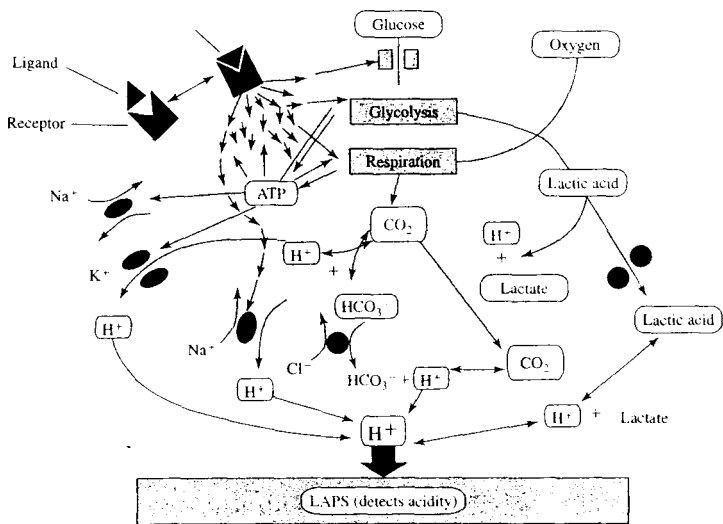 Glucose
Oxygen
Ligand
Receptor
Glycolysis
Respiration
ATP
Lactic acid
Na⁺
CO₂
H⁺
H⁺
+
+
Lactate
K⁺
HCO₃⁻
H⁺
Lactic acid
Na⁺
Cl⁻
CO₂
HCO₃⁻ + H⁺
H⁺
H⁺ + Lactate
H⁺
LAPS (detects acidity)